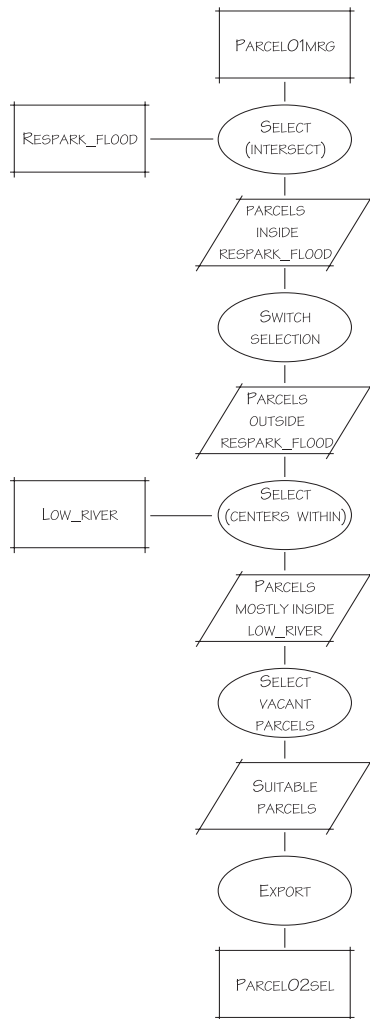 Parcel01mrg
Respark_flood
Select
(intersect)
parcels
inside
respark_flood
Switch
selection
Parcels
outside
respark_flood
Low_river
Select
(centers within)
Parcels
mostly inside
low_river
Select
vacant
parcels
Suitable
parcels
Export
Parcel02sel